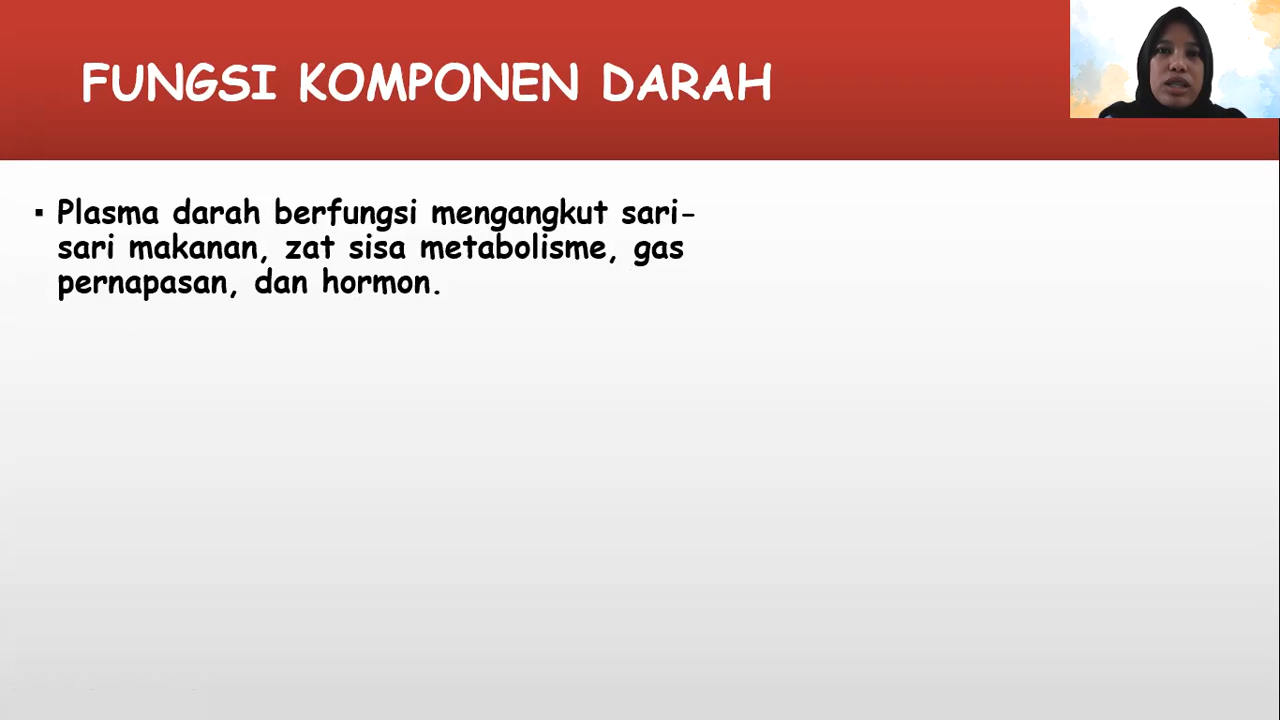 FUNGSI KOMPONEN DARAH
▪ Plasma darah berfungsi mengangkut sari-
sari makanan, zat sisa metabolisme, gas
pernapasan, dan hormon.